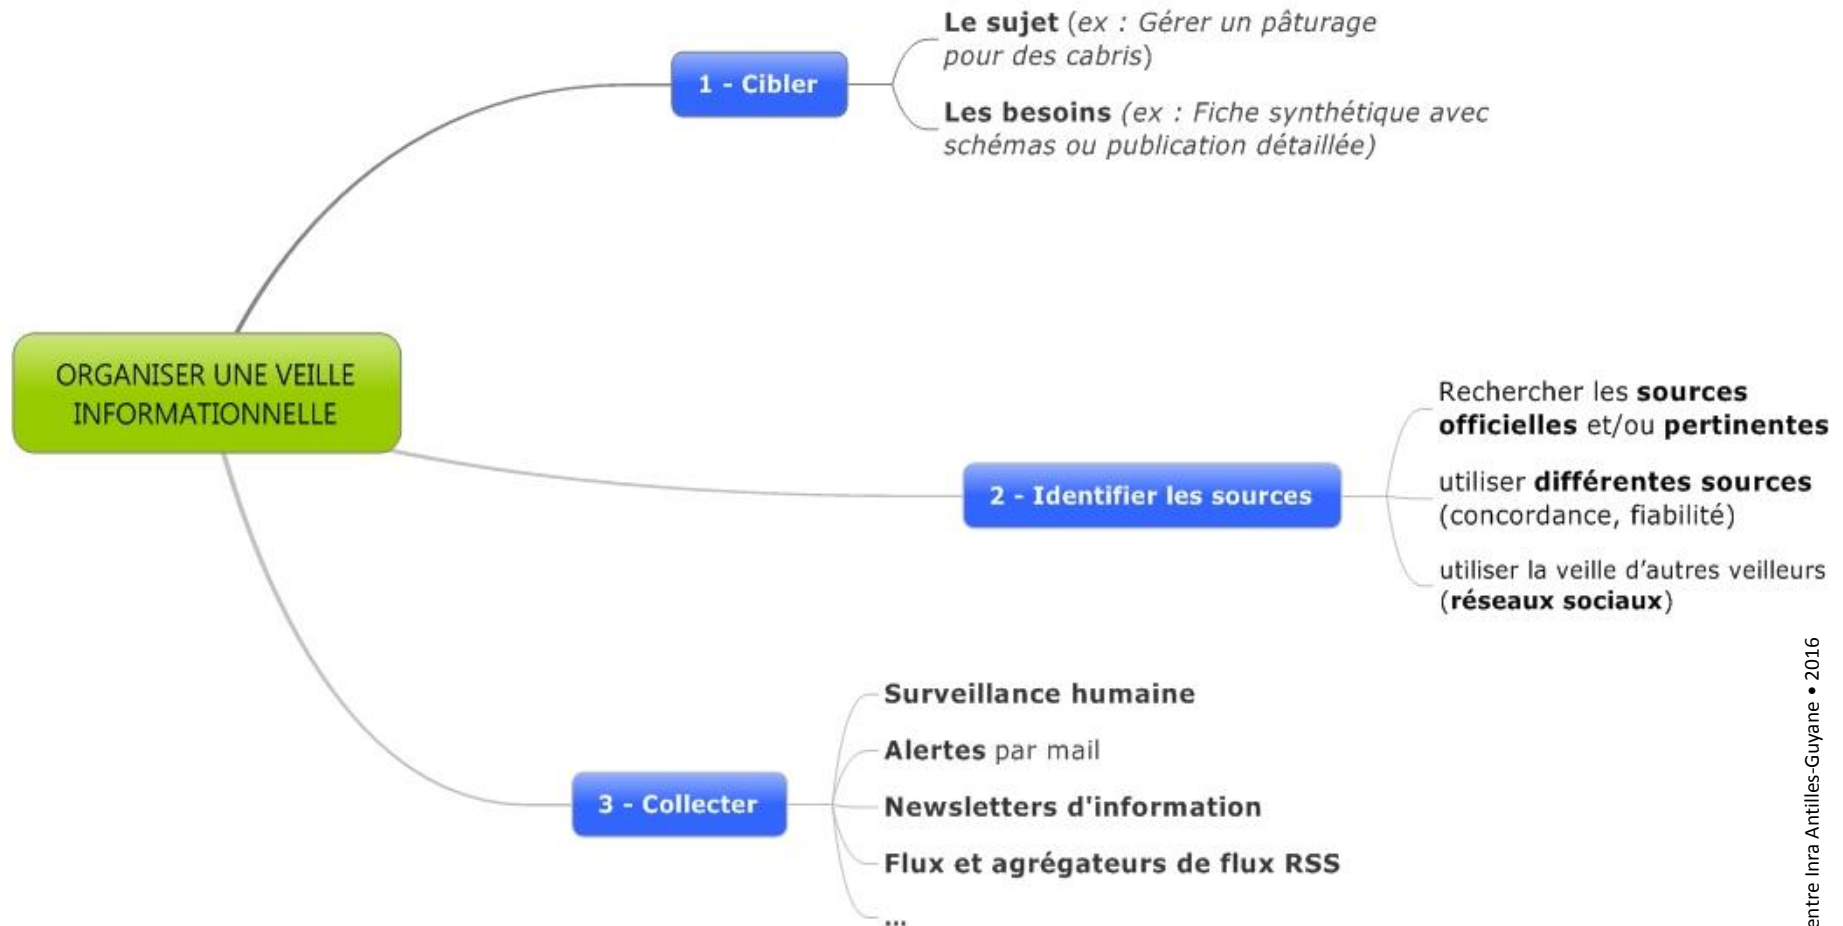 Le sujet (ex : Gérer un pâturage
pour des cabris)
1 - Cibler
Les besoins (ex : Fiche synthétique avec
schémas ou publication détaillée)
ORGANISER UNE VEILLE
INFORMATIONNELLE
Rechercher les sources
officielles et/ou pertinentes
2 - Identifier les sources
utiliser différentes sources
(concordance, fiabilité)
utiliser la veille d’autres veilleurs
(réseaux sociaux)
3 - Collecter
Surveillance humaine
Alertes par mail
Newsletters d'information
Flux et agrégateurs de flux RSS
...
entre Inra Antilles-Guyane • 2016